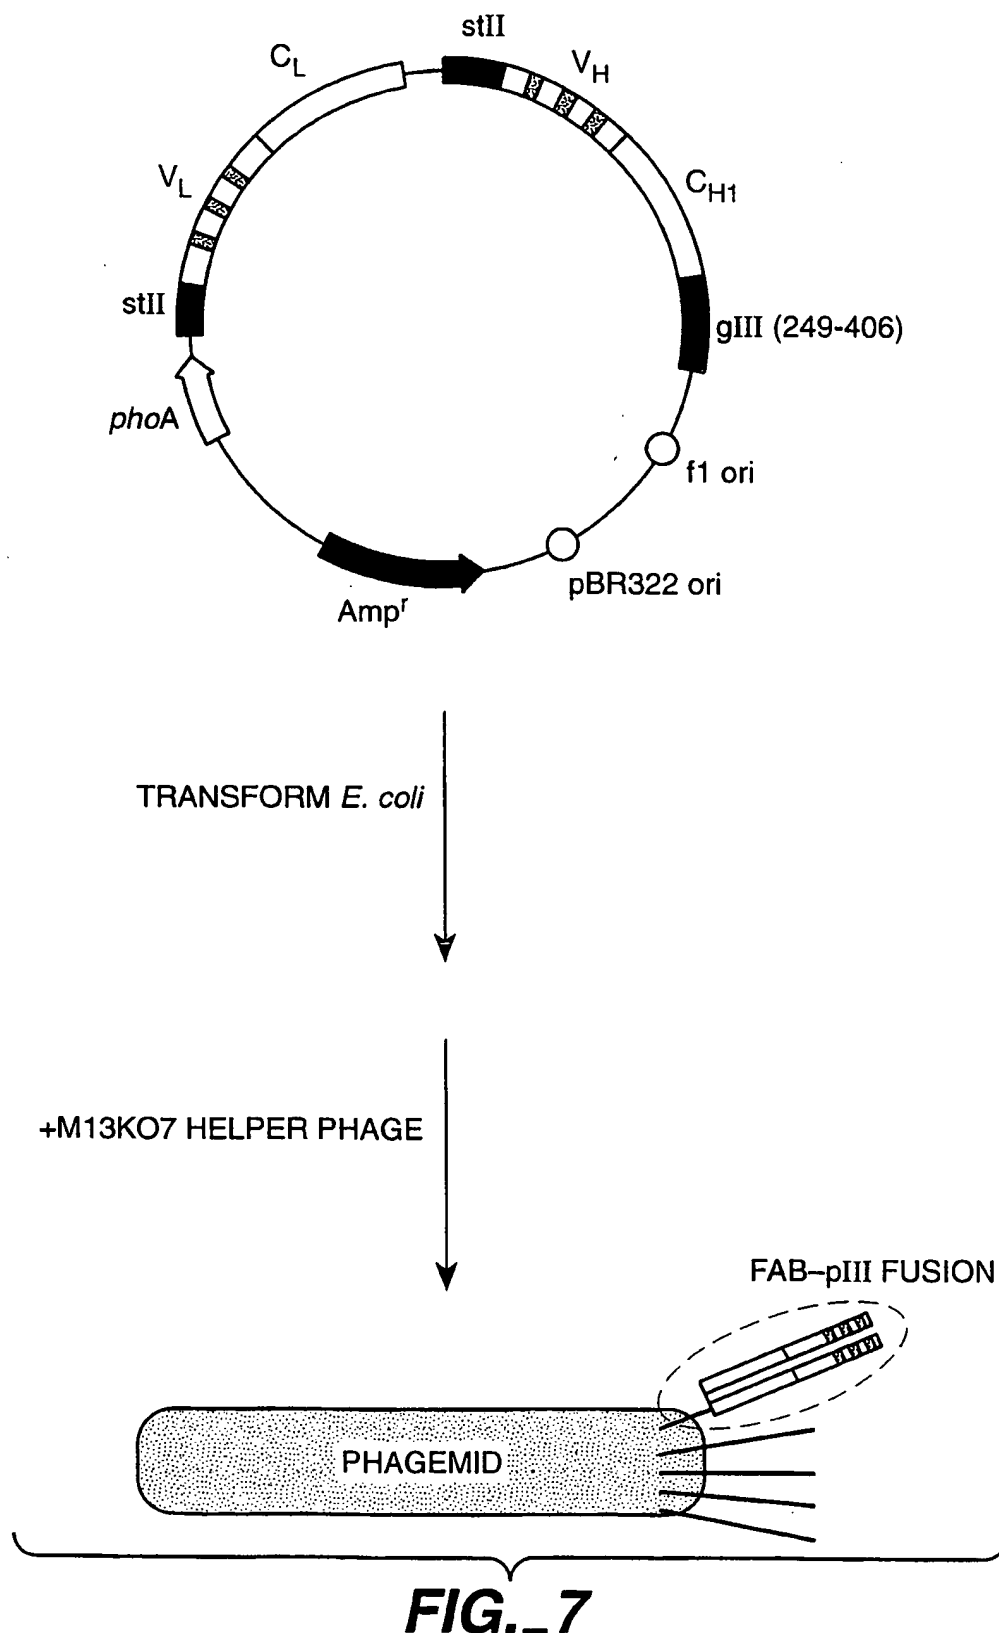 stII
C_L
V_H
V_L
C_H1
stII
gIII (249-406)
phoA
f1 ori
pBR322 ori
Amp^r
TRANSFORM E. coli
+M13KO7 HELPER PHAGE
FAB–pIII FUSION
PHAGEMID
FIG._7